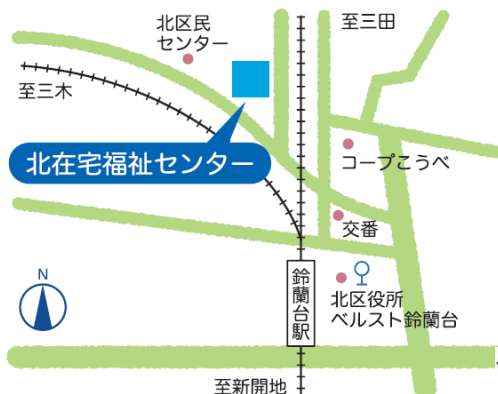 北区民
センター
至三田
至三木
北在宅福祉センター
コープこうべ
交番
N
鈴蘭台駅
北区役所
ベルスト鈴蘭台
至新開地